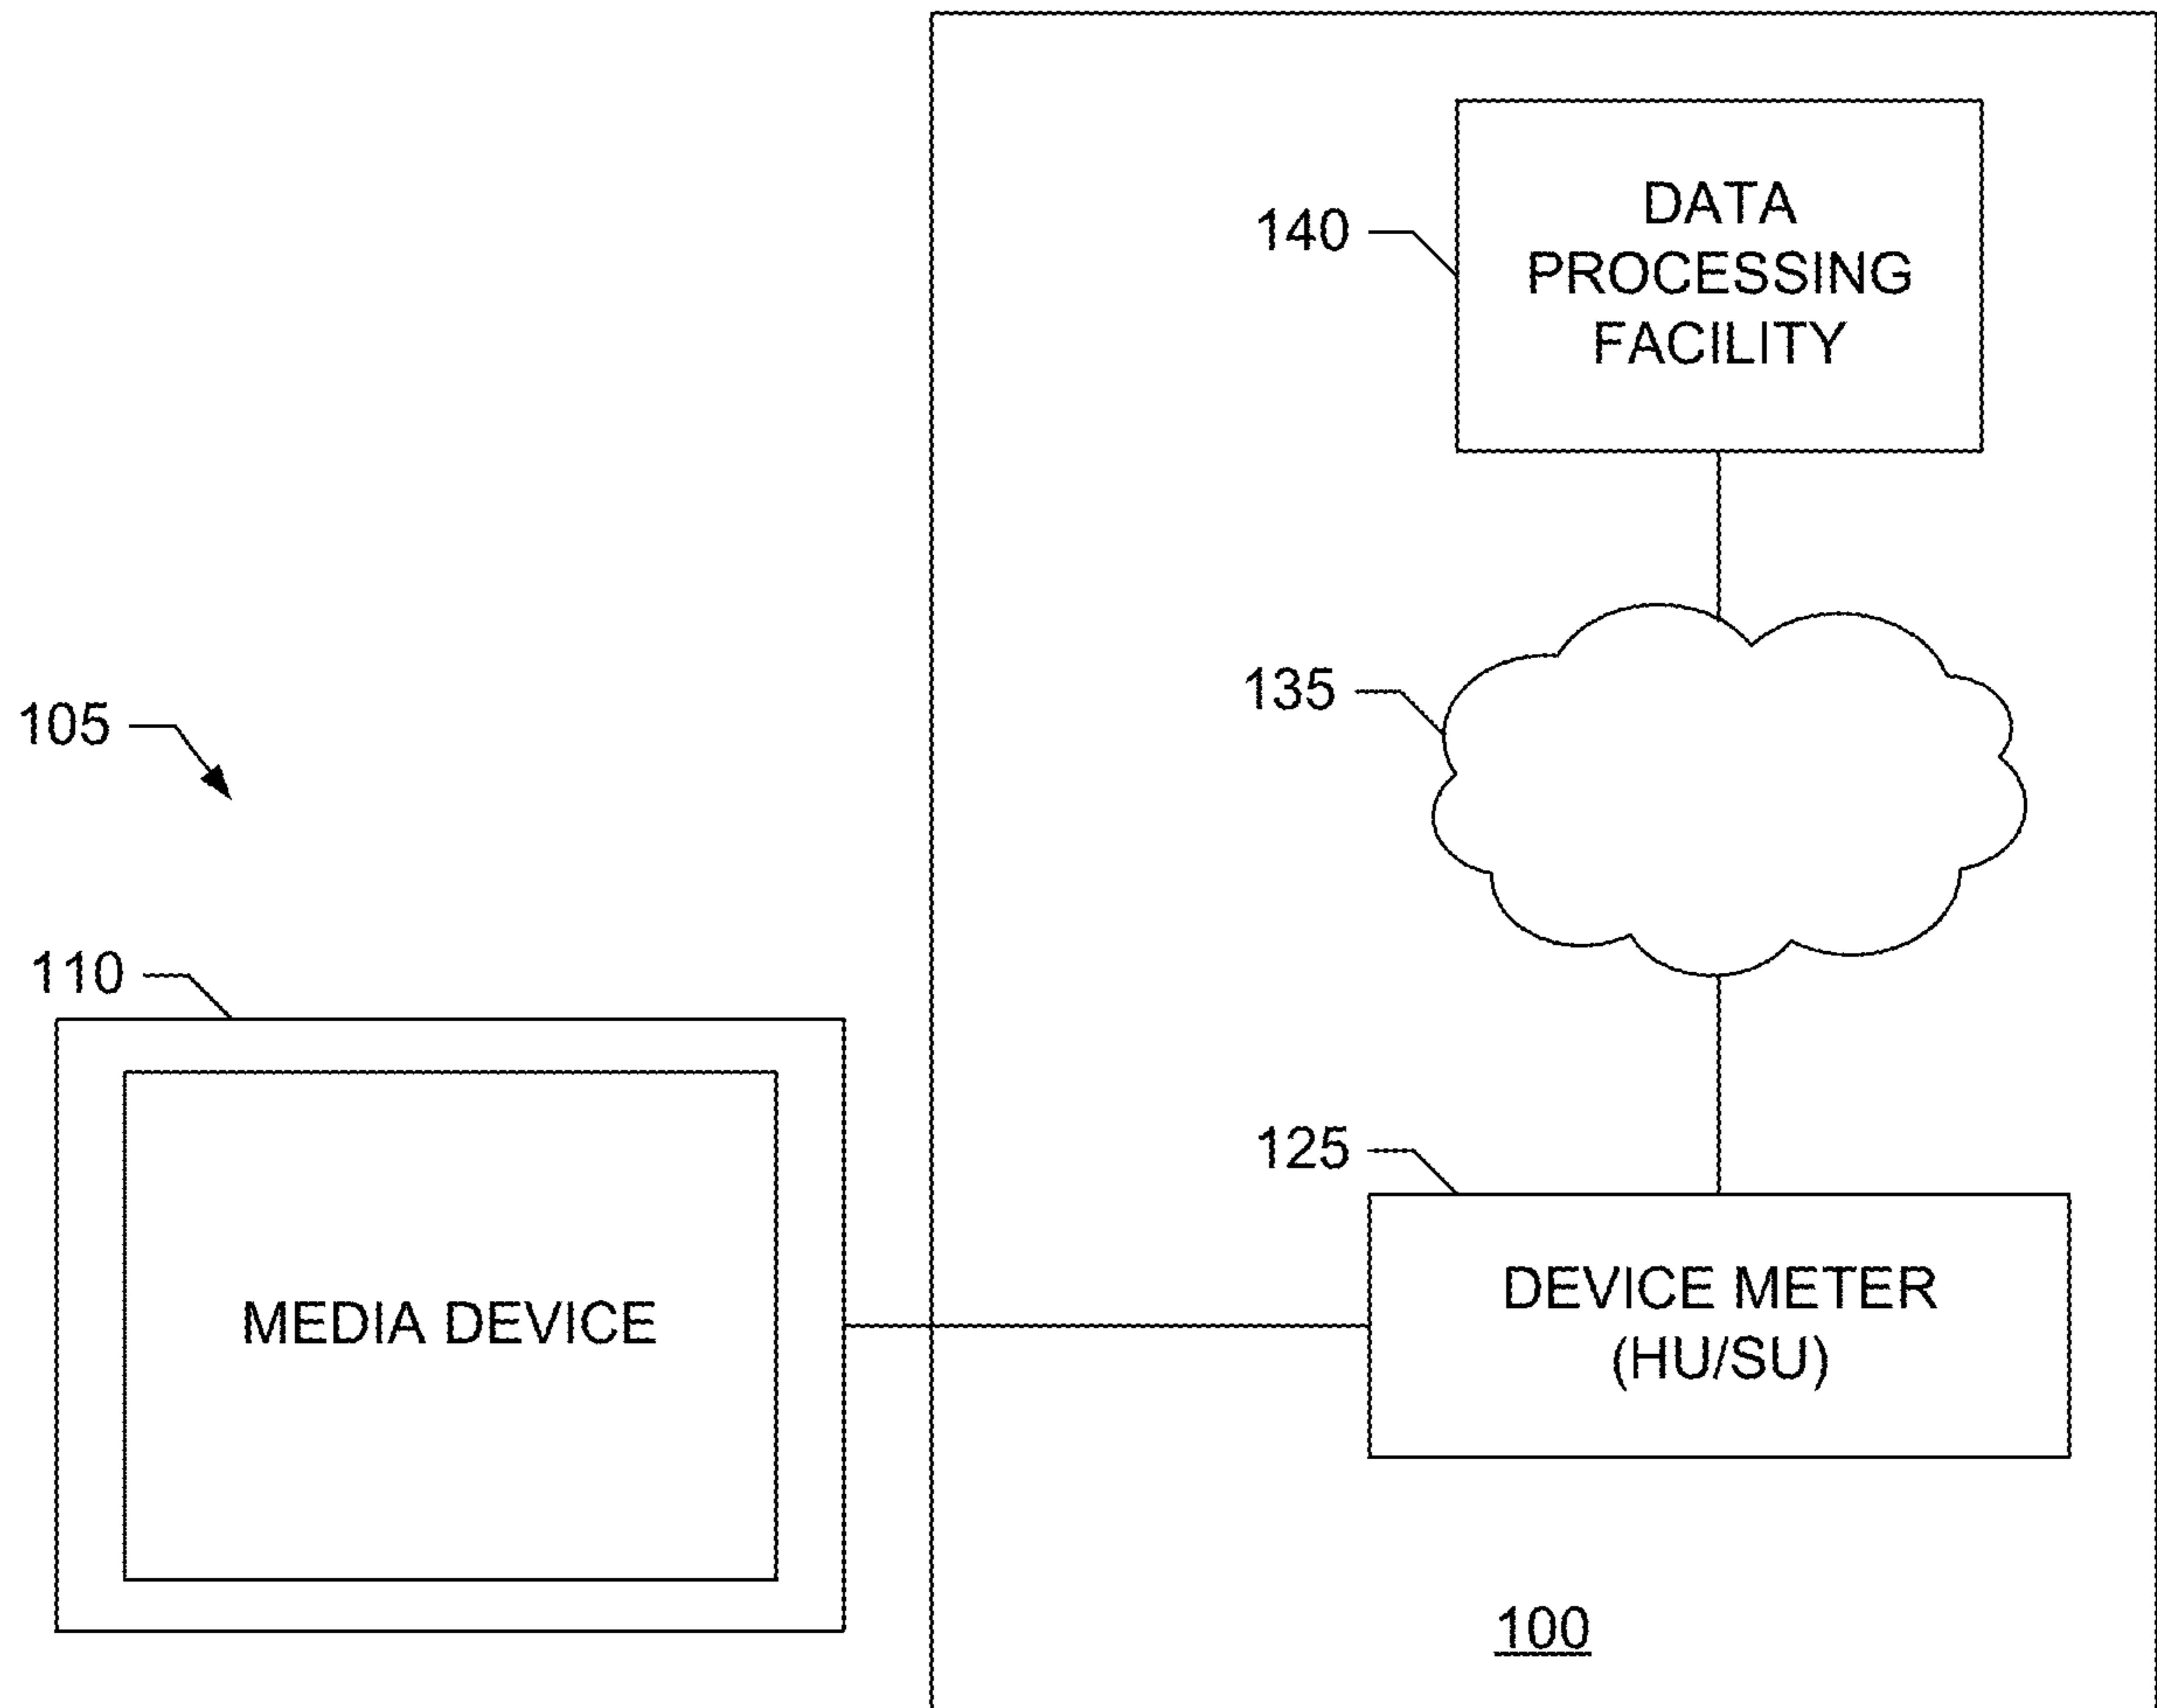 140
DATA
PROCESSING
FACILITY
135
105
110
125
MEDIA DEVICE
DEVICE METER
(HU/SU)
100